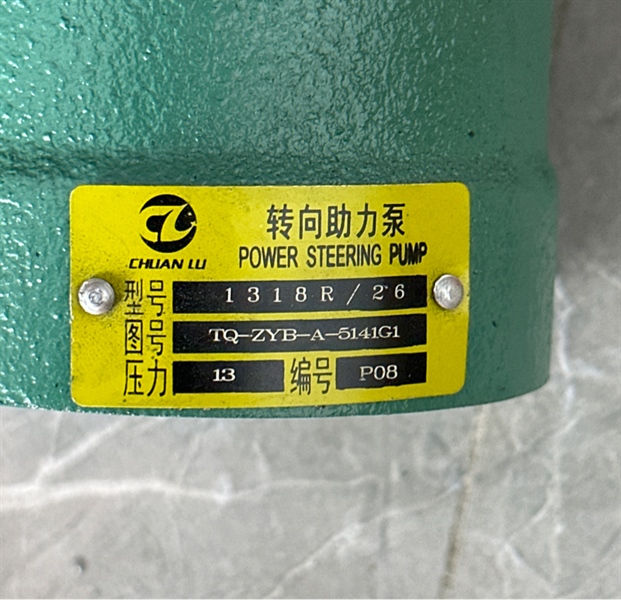 转向助力泵
CHUAN LU
POWER STEERING PUMP
型号 1318R/26
图号 TQ-ZYB-A-5141G1
压力 13 编号 P08